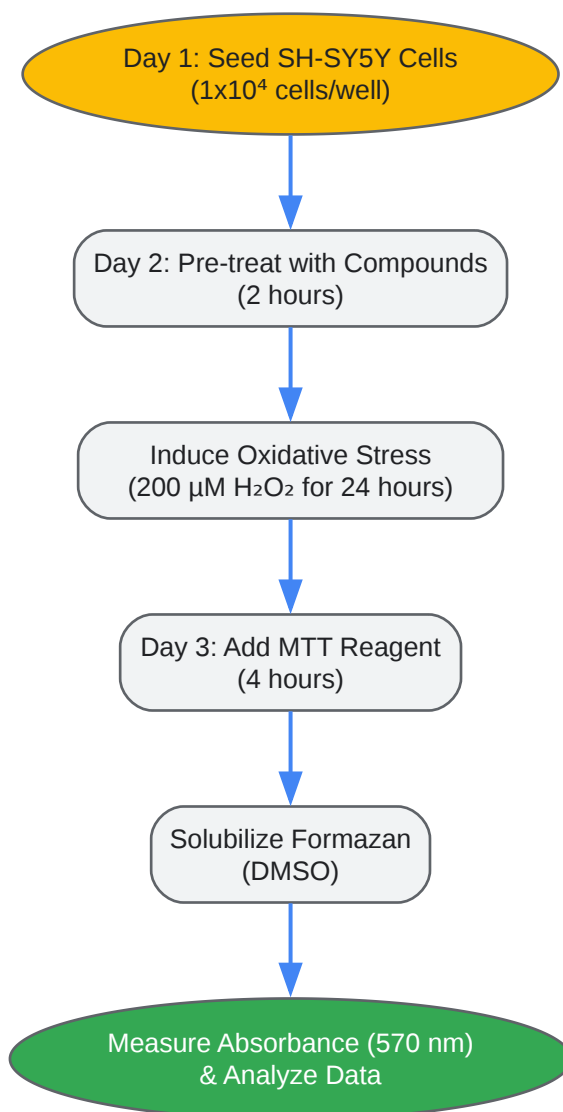 Day 1: Seed SH-SY5Y Cells
(1x10⁴ cells/well)
Day 2: Pre-treat with Compounds
(2 hours)
Induce Oxidative Stress
(200 µM H₂O₂ for 24 hours)
Day 3: Add MTT Reagent
(4 hours)
Solubilize Formazan
(DMSO)
Measure Absorbance (570 nm)
& Analyze Data